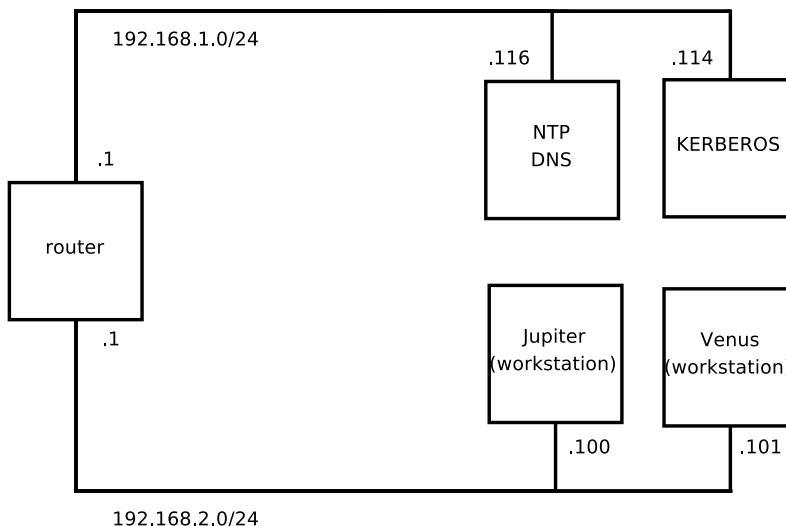 192.168.1.0/24
.116
.114
NTP
DNS
KERBEROS
.1
router
.1
Jupiter
(workstation)
Venus
(workstation)
.100
.101
192.168.2.0/24